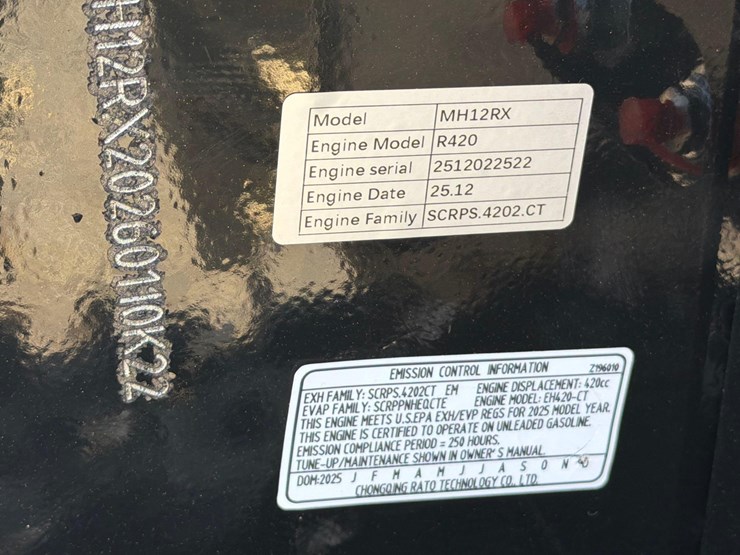 H12RX20260110K22
Model MH12RX
Engine Model R420
Engine serial 2512022522
Engine Date 25.12
Engine Family SCRPS.4202.CT
EMISSION CONTROL INFORMATION Z196010
EXH FAMILY: SCRPS.4202CT EM ENGINE DISPLACEMENT: 420cc
EVAP FAMILY: SCRPPNHEQCTE ENGINE MODEL: EH420-CT
THIS ENGINE MEETS U.S.EPA EXH/EVP REGS FOR 2025 MODEL YEAR.
THIS ENGINE IS CERTIFIED TO OPERATE ON UNLEADED GASOLINE.
EMISSION COMPLIANCE PERIOD = 250 HOURS.
TUNE-UP/MAINTENANCE SHOWN IN OWNER'S MANUAL.
DOM:2025 J F M A M J J A S O N D
CHONGQING RATO TECHNOLOGY CO., LTD.